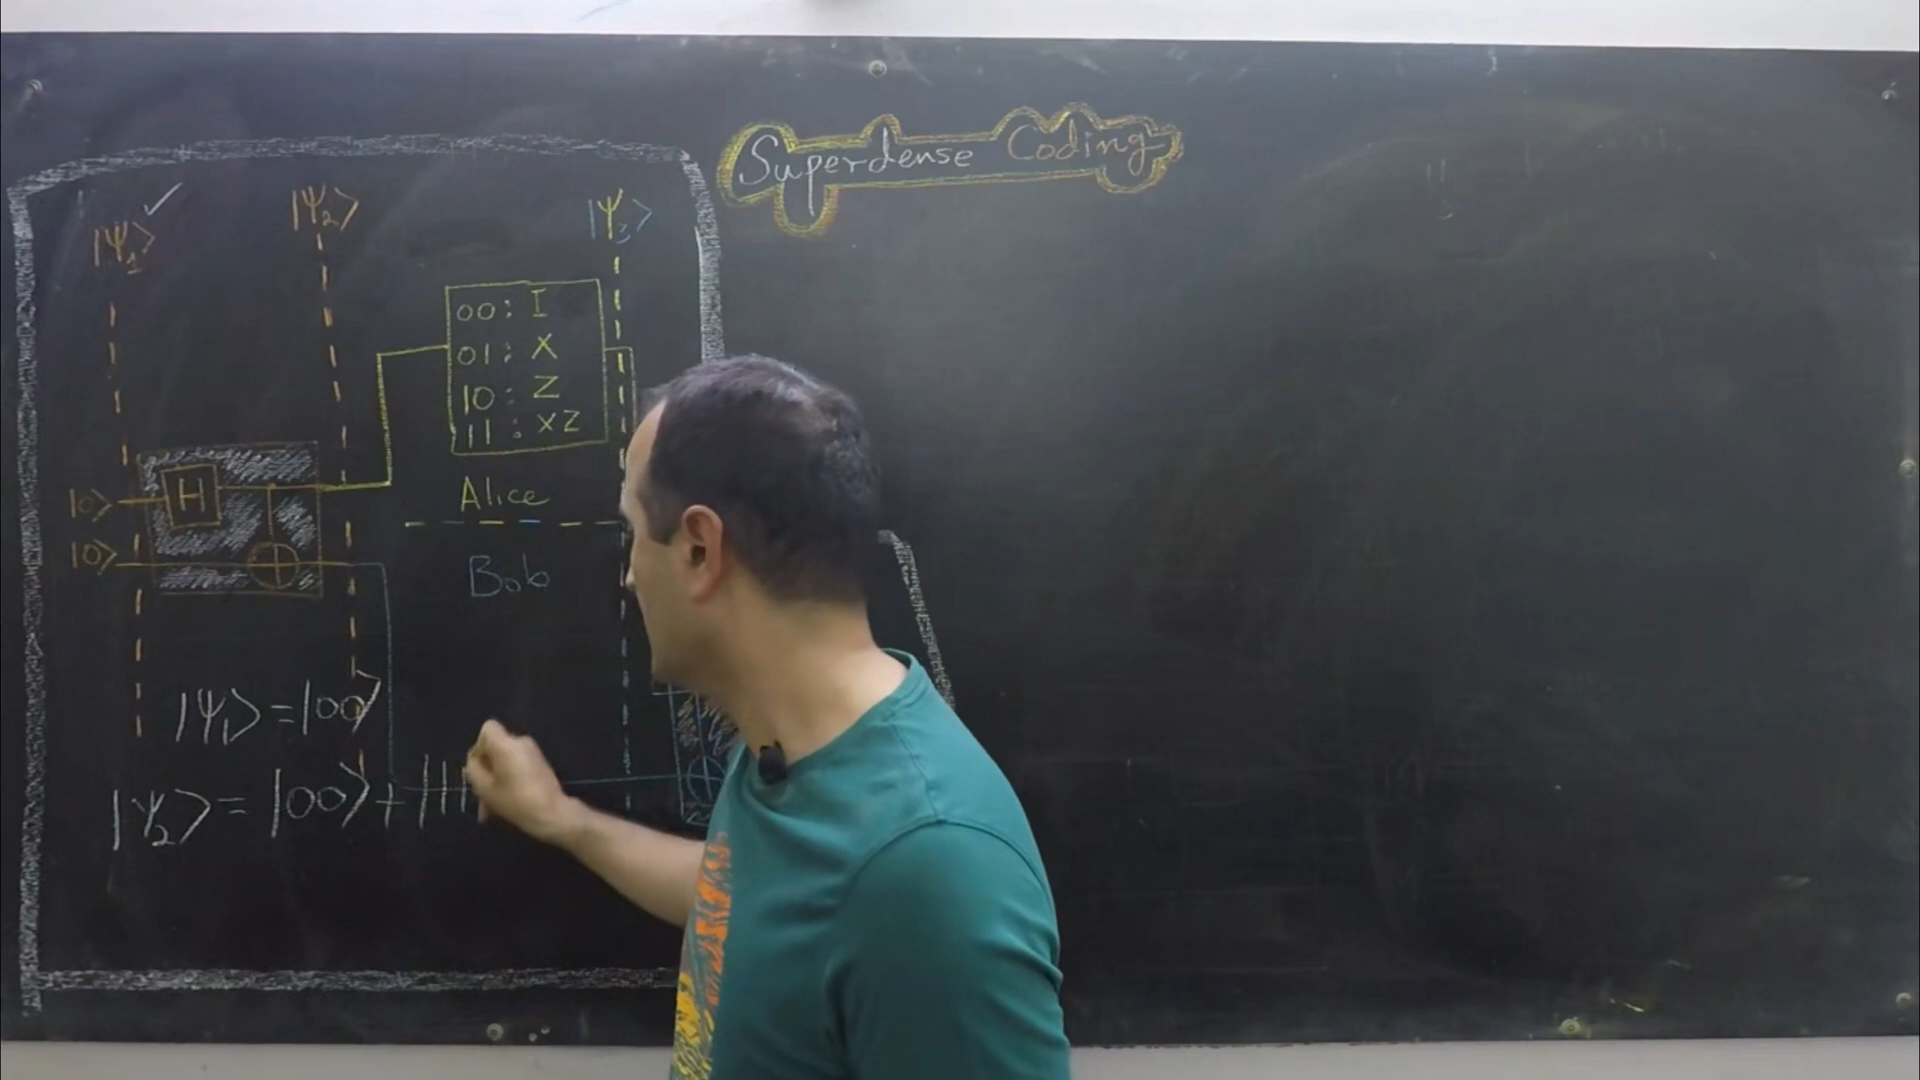 Superdense Coding
|ψ₁⟩ ✓
|ψ₂⟩
|ψ₃⟩
00: I
01: X
10: Z
11: XZ
|0⟩ H
|0⟩
Alice
Bob
|ψ₁⟩ = |00⟩
|ψ₂⟩ = |00⟩ + |11